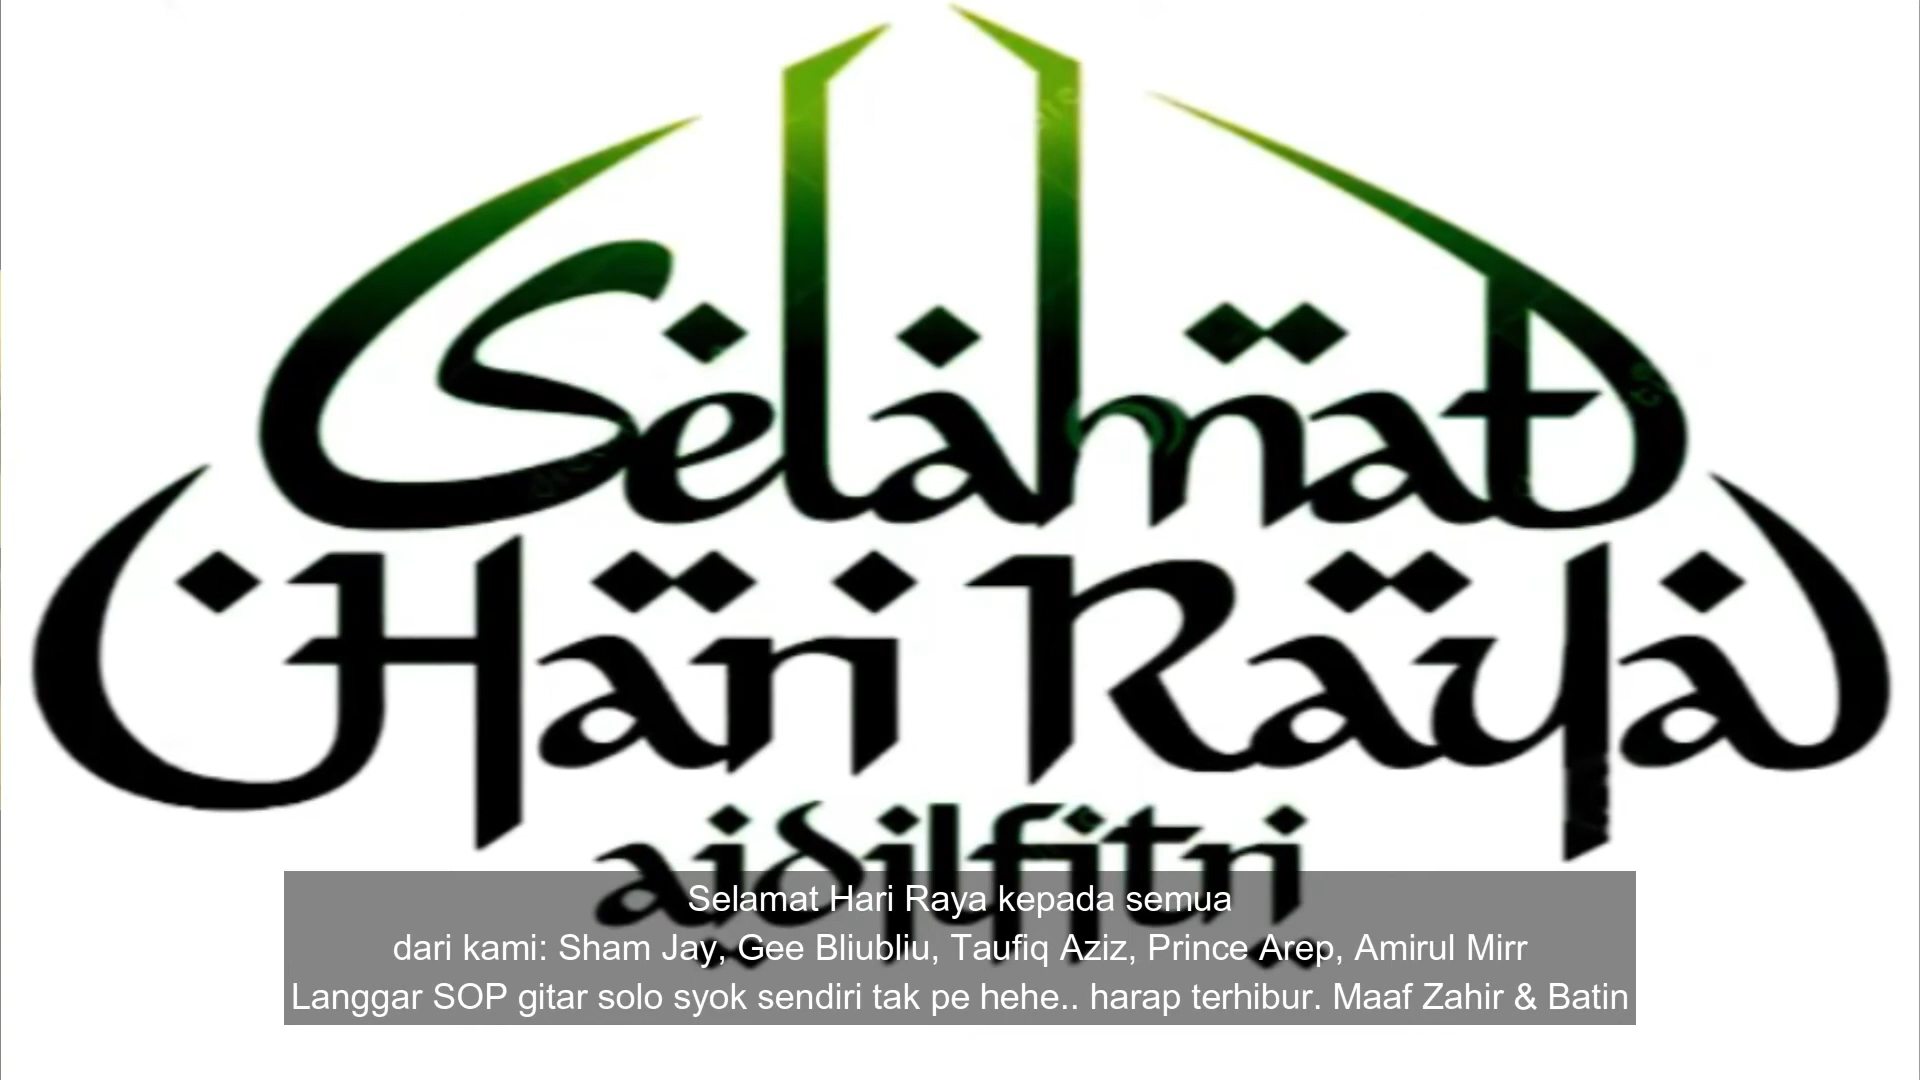 Selamat
Hari Raya
aidilfitri
Selamat Hari Raya kepada semua
dari kami: Sham Jay, Gee Bliubliu, Taufiq Aziz, Prince Arep, Amirul Mirr
Langgar SOP gitar solo syok sendiri tak pe hehe.. harap terhibur. Maaf Zahir & Batin